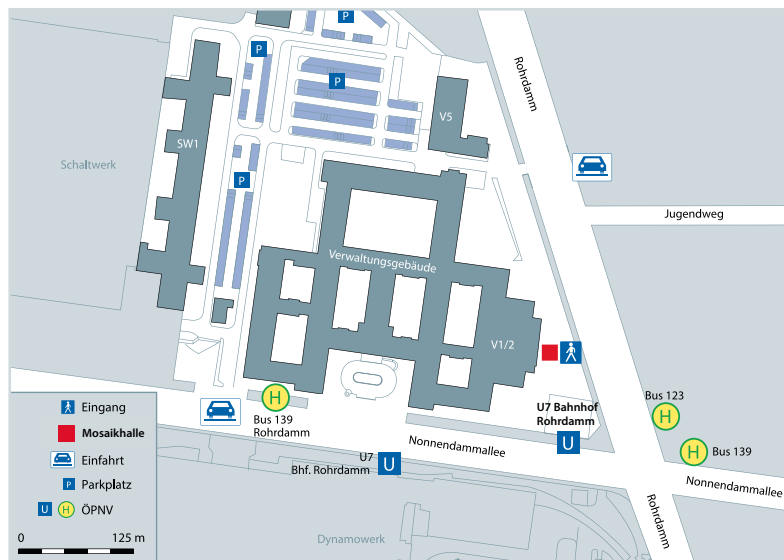 P
P
P
Rohrdamm
V5
SW1
Schaltwerk
P
Jugendweg
Verwaltungsgebäude
V1/2
H
Bus 139
Rohrdamm
U7 Bahnhof
Rohrdamm
U
Bus 123
H
H
Bus 139
Nonnendammallee
U7
Bhf. Rohrdamm
U
Nonnendammallee
Rohrdamm
Dynamowerk
Eingang
Mosaikhalle
Einfahrt
P Parkplatz
U H ÖPNV
0 125 m